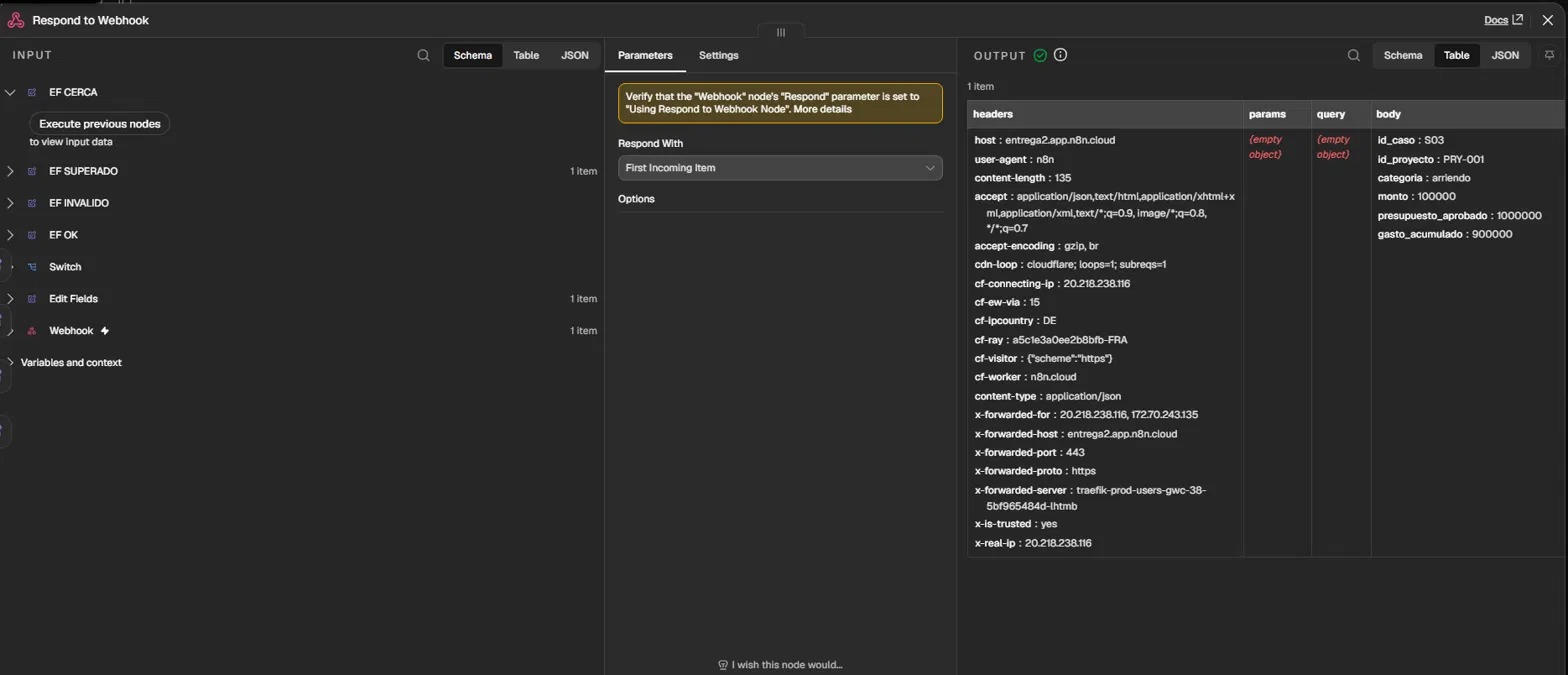 Respond to Webhook
Docs
INPUT
Schema
Table
JSON
EF CERCA
Execute previous nodes
to view input data
EF SUPERADO
1 item
EF INVALIDO
EF OK
Switch
Edit Fields
1 item
Webhook
1 item
Variables and context
Parameters
Settings
Verify that the "Webhook" node's "Respond" parameter is set to
"Using Respond to Webhook Node". More details
Respond With
First Incoming Item
Options
I wish this node would...
OUTPUT
Schema
Table
JSON
1 item
headers
params
query
body
host : entrega2.app.n8n.cloud
user-agent : n8n
content-length : 135
accept : application/json,text/html,application/xhtml+x
ml,application/xml,text/*;q=0.9, image/*;q=0.8,
*/*;q=0.7
accept-encoding : gzip, br
cdn-loop : cloudflare; loops=1; subreqs=1
cf-connecting-ip : 20.218.238.116
cf-ew-via : 15
cf-ipcountry : DE
cf-ray : a5c1e3a0ee2b8bfb-FRA
cf-visitor : {"scheme":"https"}
cf-worker : n8n.cloud
content-type : application/json
x-forwarded-for : 20.218.238.116, 172.70.243.135
x-forwarded-host : entrega2.app.n8n.cloud
x-forwarded-port : 443
x-forwarded-proto : https
x-forwarded-server : traefik-prod-users-gwc-38-
5bf965484d-lhtmb
x-is-trusted : yes
x-real-ip : 20.218.238.116
{empty
object}
{empty
object}
id_caso : S03
id_proyecto : PRY-001
categoria : arriendo
monto : 100000
presupuesto_aprobado : 1000000
gasto_acumulado : 900000